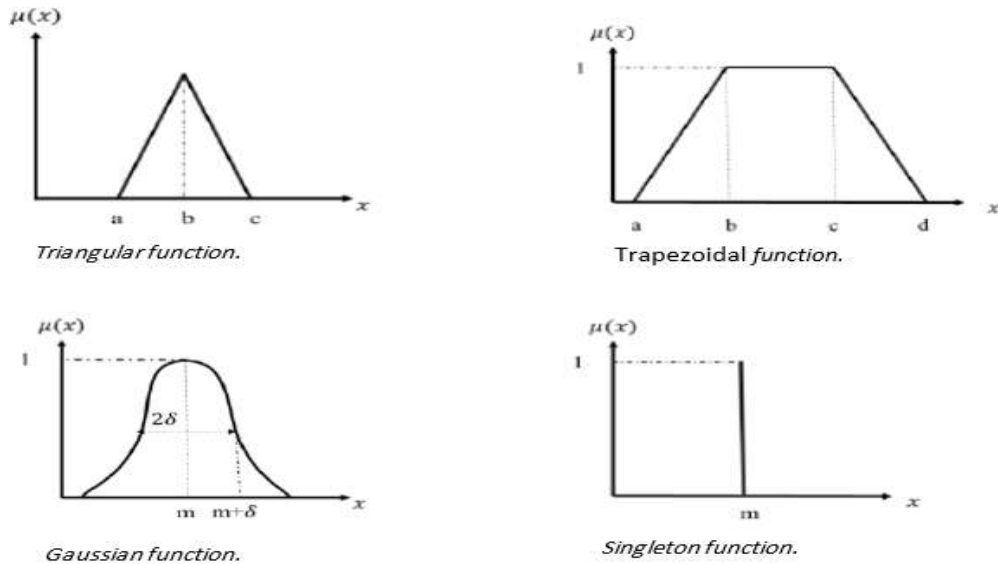 μ(x)
a b c x
Triangular function.
μ(x)
1
a b c d x
Trapezoidal function.
μ(x)
1
2δ
m m+δ x
Gaussian function.
μ(x)
1
m x
Singleton function.